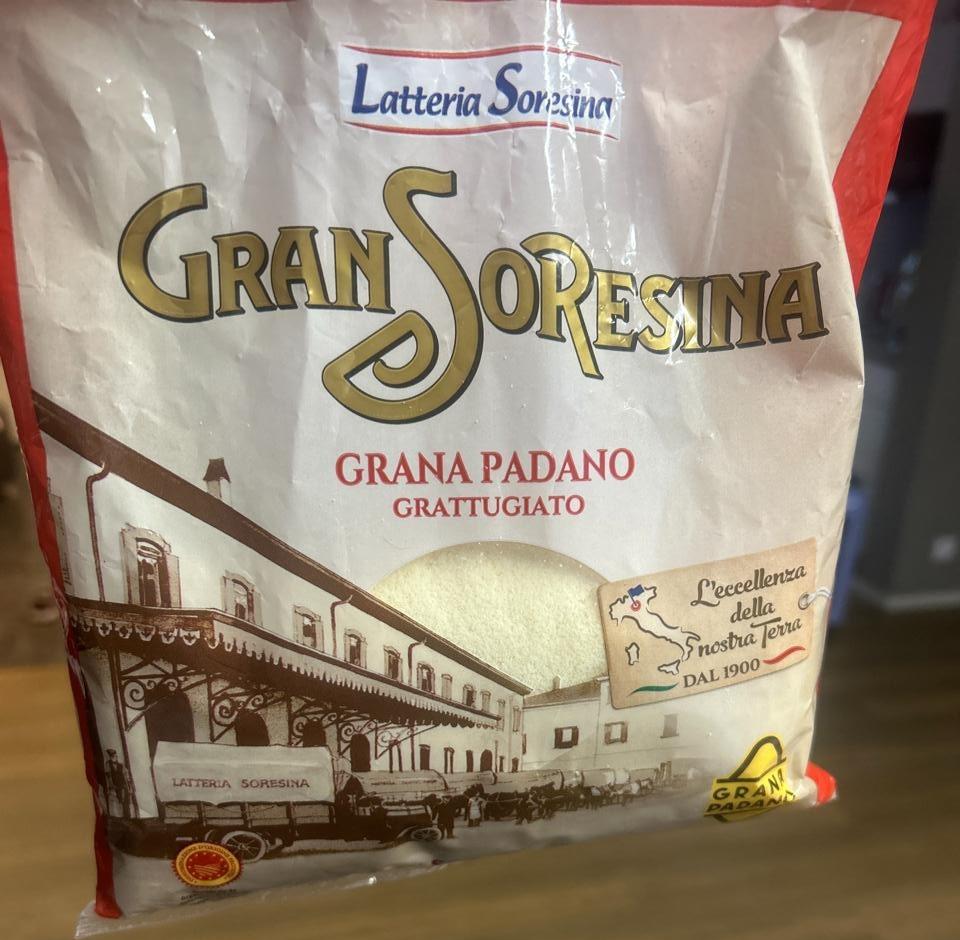 Latteria Soresina
GRAN SORESINA
GRANA PADANO
GRATTUGIATO
L'eccellenza
della
nostra Terra
DAL 1900
LATTERIA SORESINA
GRANA
PADANO